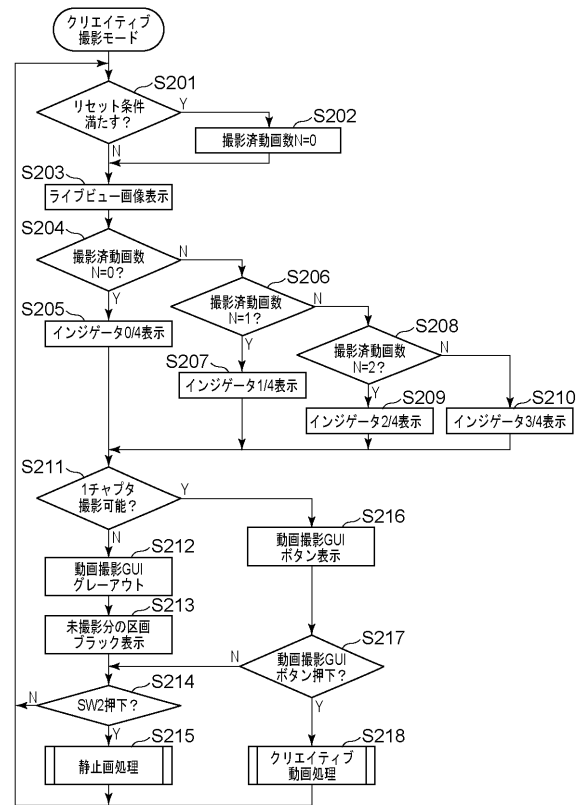 クリエイティブ
撮影モード
S201
リセット条件
満たす?
Y
S202
撮影済動画数N=0
N
S203
ライブビュー画像表示
S204
撮影済動画数
N=0?
N
Y
S205
インジゲータ0/4表示
S206
撮影済動画数
N=1?
N
Y
S207
インジゲータ1/4表示
S208
撮影済動画数
N=2?
N
Y
S209
インジゲータ2/4表示
S210
インジゲータ3/4表示
S211
1チャプタ
撮影可能?
Y
N
S212
動画撮影GUI
グレーアウト
S213
未撮影分の区画
ブラック表示
S216
動画撮影GUI
ボタン表示
S217
動画撮影GUI
ボタン押下?
N
Y
S214
SW2押下?
N
Y
S215
静止画処理
S218
クリエイティブ
動画処理